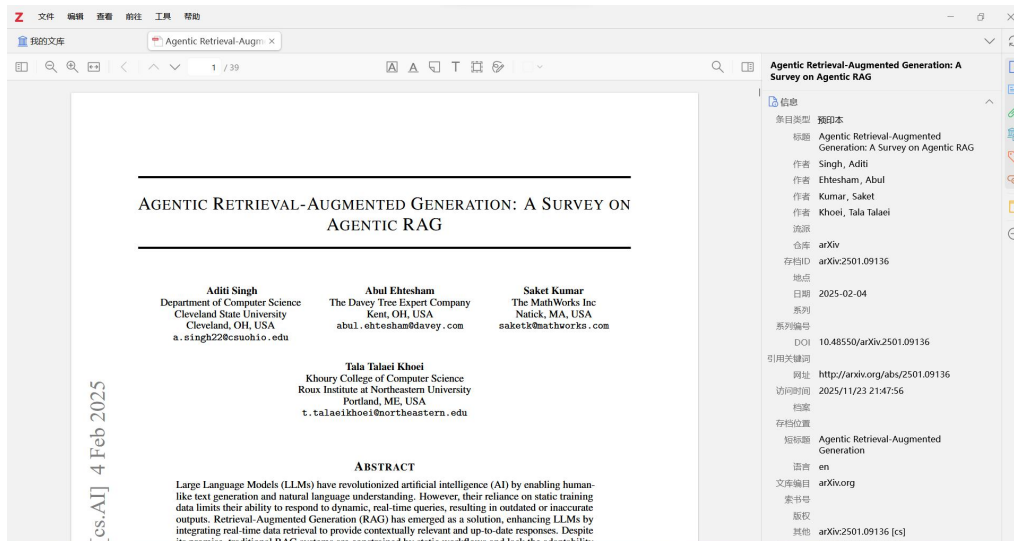 Z 文件 编辑 查看 前往 工具 帮助
我的文库
Agentic Retrieval-Augm
1 / 39
Agentic Retrieval-Augmented Generation: A
Survey on Agentic RAG
信息
条目类型 预印本
标题 Agentic Retrieval-Augmented
Generation: A Survey on Agentic RAG
作者 Singh, Aditi
作者 Ehtesham, Abul
作者 Kumar, Saket
作者 Khoei, Tala Talaei
流派
仓库 arXiv
存档ID arXiv:2501.09136
地点
日期 2025-02-04
系列
系列编号
DOI 10.48550/arXiv.2501.09136
引用关键词
网址 http://arxiv.org/abs/2501.09136
访问时间 2025/11/23 21:47:56
档案
存档位置
短标题 Agentic Retrieval-Augmented
Generation
语言 en
文库编目 arXiv.org
索书号
版权
其他 arXiv:2501.09136 [cs]
AGENTIC RETRIEVAL-AUGMENTED GENERATION: A SURVEY ON
AGENTIC RAG
Aditi Singh
Department of Computer Science
Cleveland State University
Cleveland, OH, USA
a.singh22@csuohio.edu
Abul Ehtesham
The Davey Tree Expert Company
Kent, OH, USA
abul.ehtesham@davey.com
Saket Kumar
The MathWorks Inc
Natick, MA, USA
saketk@mathworks.com
Tala Talaei Khoei
Khoury College of Computer Science
Roux Institute at Northeastern University
Portland, ME, USA
t.talaeikhoei@northeastern.edu
[cs.AI] 4 Feb 2025
ABSTRACT
Large Language Models (LLMs) have revolutionized artificial intelligence (AI) by enabling human-
like text generation and natural language understanding. However, their reliance on static training
data limits their ability to respond to dynamic, real-time queries, resulting in outdated or inaccurate
outputs. Retrieval-Augmented Generation (RAG) has emerged as a solution, enhancing LLMs by
integrating real-time data retrieval to provide contextually relevant and up-to-date responses. Despite
its promise, traditional RAG systems are constrained by static workflows and lack the adaptability